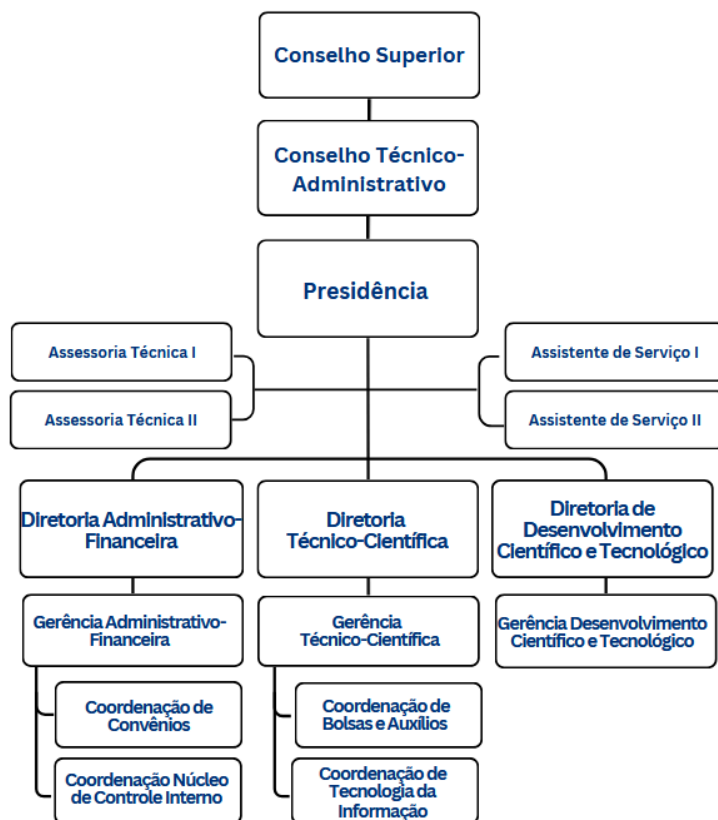 Conselho Superior
Conselho Técnico-
Administrativo
Presidência
Assessoria Técnica I
Assistente de Serviço I
Assessoria Técnica II
Assistente de Serviço II
Diretoria Administrativo-
Financeira
Diretoria
Técnico-Científica
Diretoria de
Desenvolvimento
Científico e Tecnológico
Gerência Administrativo-
Financeira
Gerência
Técnico-Científica
Gerência Desenvolvimento
Científico e Tecnológico
Coordenação de
Convênios
Coordenação de
Bolsas e Auxílios
Coordenação Núcleo
de Controle Interno
Coordenação de
Tecnologia da
Informação